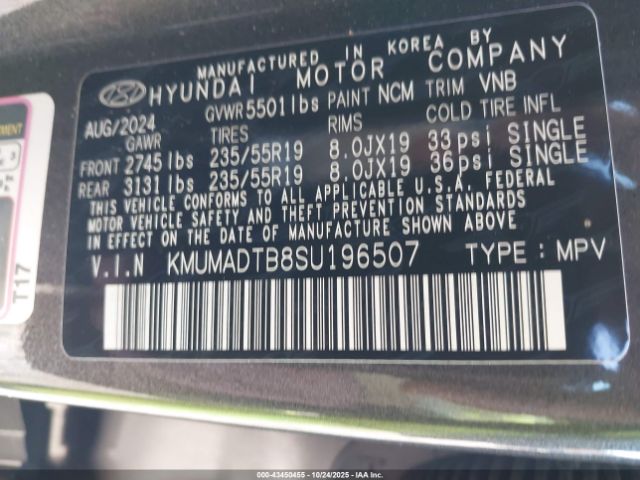 MANUFACTURED IN KOREA BY
HYUNDAI MOTOR COMPANY
AUG/2024 GVWR 5501 lbs PAINT NCM TRIM VNB
GAWR TIRES RIMS COLD TIRE INFL
FRONT 2745 lbs 235/55R19 8.0JX19 33 psi SINGLE
REAR 3131 lbs 235/55R19 8.0JX19 36 psi SINGLE
THIS VEHICLE CONFORMS TO ALL APPLICABLE U.S.A. FEDERAL
MOTOR VEHICLE SAFETY AND THEFT PREVENTION STANDARDS
IN EFFECT ON THE DATE OF MANUFACTURE SHOWN ABOVE.
V.I.N KMUMADTB8SU196507 TYPE : MPV
T17
000-43450455 - 10/24/2025 - IAAI.COM